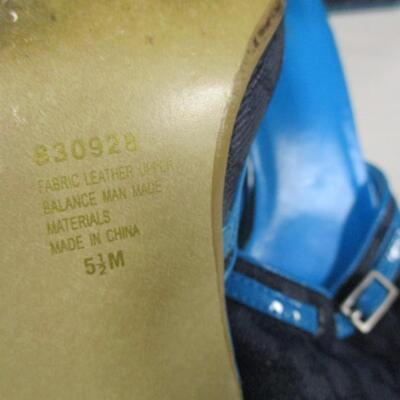 830928
FABRIC LEATHER UPPER
BALANCE MAN MADE
MATERIALS
MADE IN CHINA
5½M